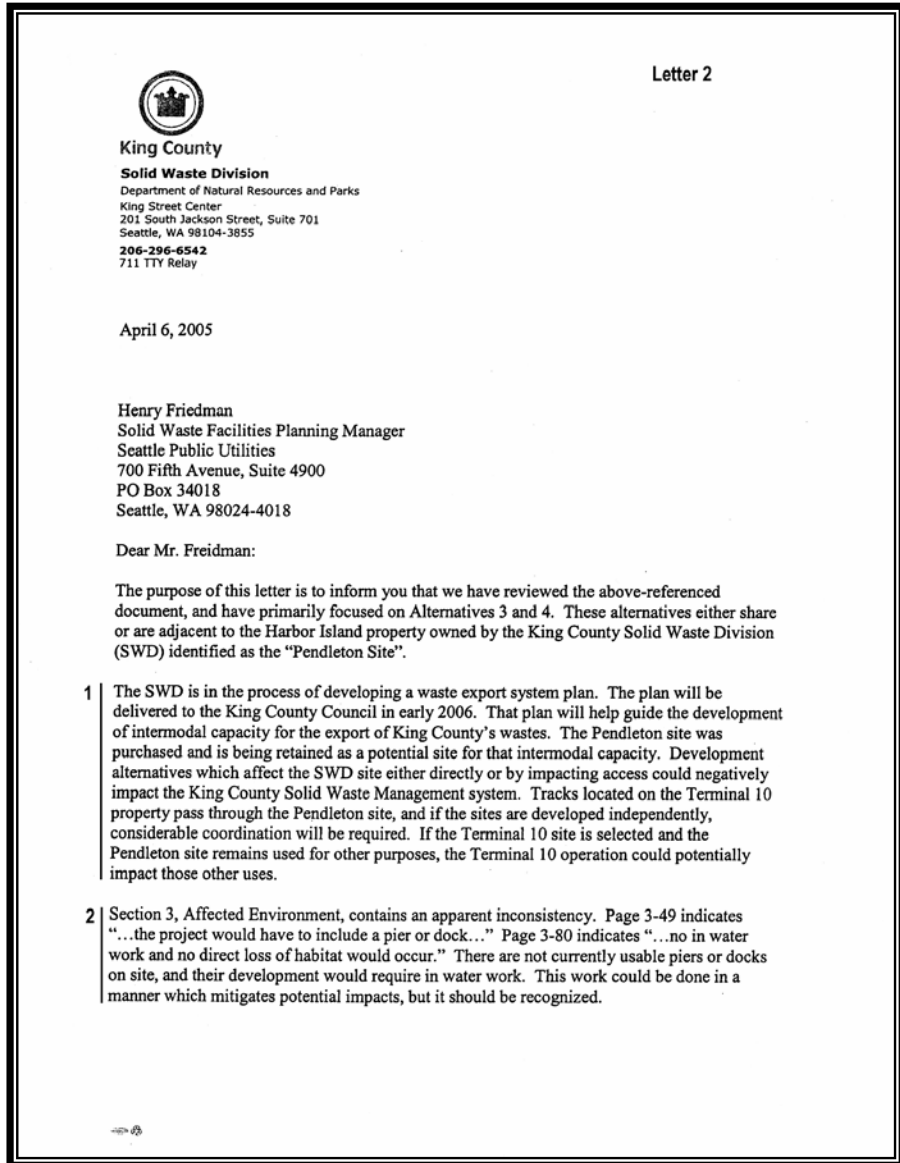 Letter 2
King County
Solid Waste Division
Department of Natural Resources and Parks
King Street Center
201 South Jackson Street, Suite 701
Seattle, WA 98104-3855
206-296-6542
711 TTY Relay
April 6, 2005
Henry Friedman
Solid Waste Facilities Planning Manager
Seattle Public Utilities
700 Fifth Avenue, Suite 4900
PO Box 34018
Seattle, WA 98024-4018
Dear Mr. Freidman:
The purpose of this letter is to inform you that we have reviewed the above-referenced
document, and have primarily focused on Alternatives 3 and 4. These alternatives either share
or are adjacent to the Harbor Island property owned by the King County Solid Waste Division
(SWD) identified as the “Pendleton Site”.
1 The SWD is in the process of developing a waste export system plan. The plan will be
delivered to the King County Council in early 2006. That plan will help guide the development
of intermodal capacity for the export of King County’s wastes. The Pendleton site was
purchased and is being retained as a potential site for that intermodal capacity. Development
alternatives which affect the SWD site either directly or by impacting access could negatively
impact the King County Solid Waste Management system. Tracks located on the Terminal 10
property pass through the Pendleton site, and if the sites are developed independently,
considerable coordination will be required. If the Terminal 10 site is selected and the
Pendleton site remains used for other purposes, the Terminal 10 operation could potentially
impact those other uses.
2 Section 3, Affected Environment, contains an apparent inconsistency. Page 3-49 indicates
“…the project would have to include a pier or dock…” Page 3-80 indicates “…no in water
work and no direct loss of habitat would occur.” There are not currently usable piers or docks
on site, and their development would require in water work. This work could be done in a
manner which mitigates potential impacts, but it should be recognized.